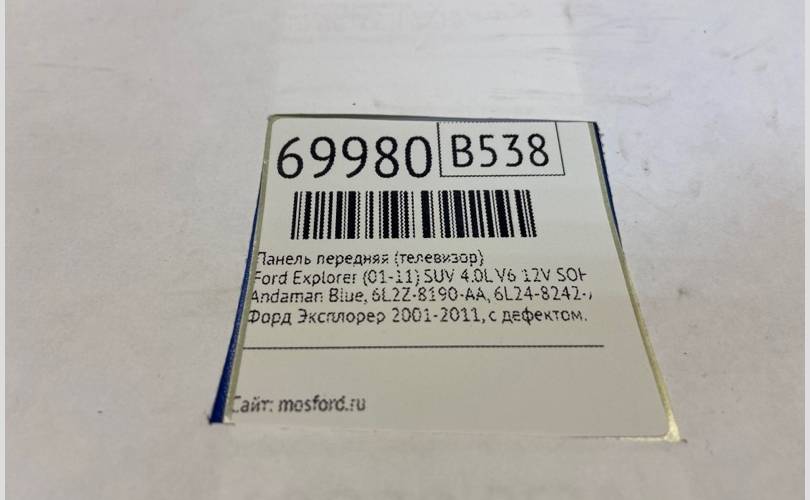 69980 B538
Панель передняя (телевизор)
Ford Explorer (01-11) SUV 4.0L V6 12V SOH
Andaman Blue, 6L2Z-8190-AA, 6L24-8242-
Форд Эксплорер 2001-2011, с дефектом.
Сайт: mosford.ru